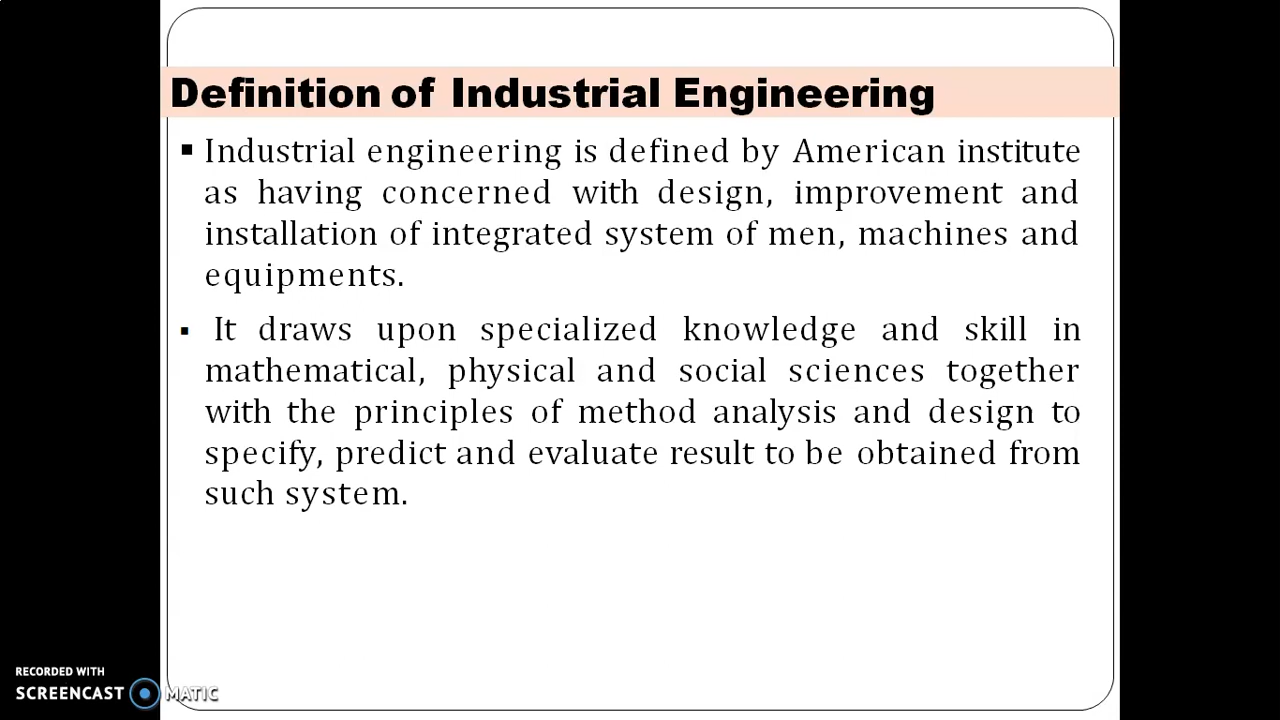 Definition of Industrial Engineering
▪ Industrial engineering is defined by American institute
as having concerned with design, improvement and
installation of integrated system of men, machines and
equipments.
▪ It draws upon specialized knowledge and skill in
mathematical, physical and social sciences together
with the principles of method analysis and design to
specify, predict and evaluate result to be obtained from
such system.
RECORDED WITH
SCREENCAST MATIC